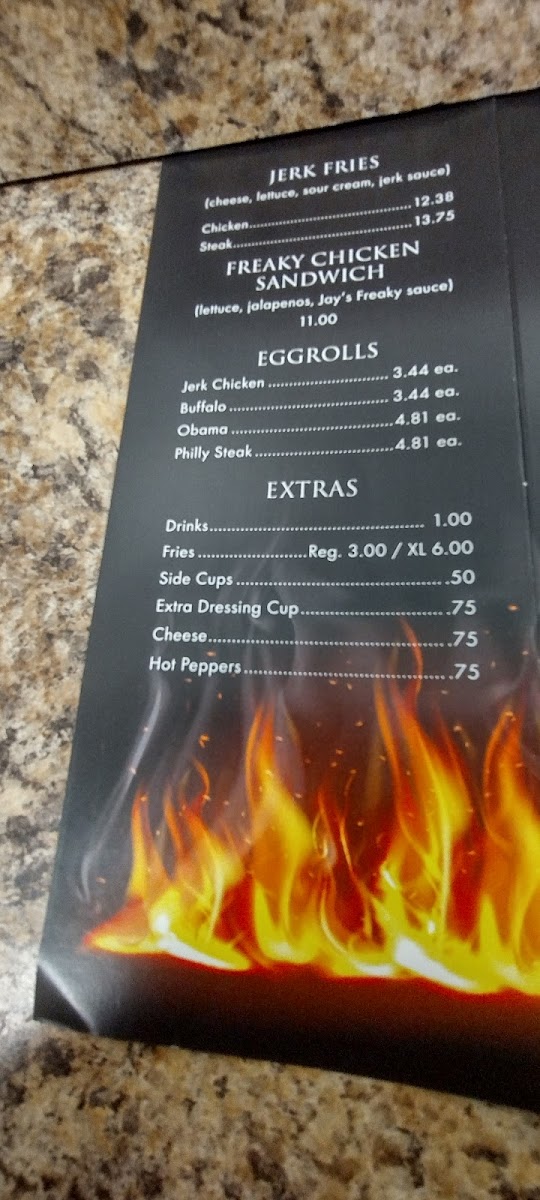 JERK FRIES
(cheese, lettuce, sour cream, jerk sauce)
Chicken........................................12.38
Steak............................................13.75
FREAKY CHICKEN
SANDWICH
(lettuce, jalapenos, Jay's Freaky sauce)
11.00
EGGROLLS
Jerk Chicken .............................. 3.44 ea.
Buffalo ........................................ 3.44 ea.
Obama ........................................4.81 ea.
Philly Steak ..................................4.81 ea.
EXTRAS
Drinks............................................... 1.00
Fries ........................Reg. 3.00 / XL 6.00
Side Cups ............................................. .50
Extra Dressing Cup................................ .75
Cheese.................................................. .75
Hot Peppers .......................................... .75